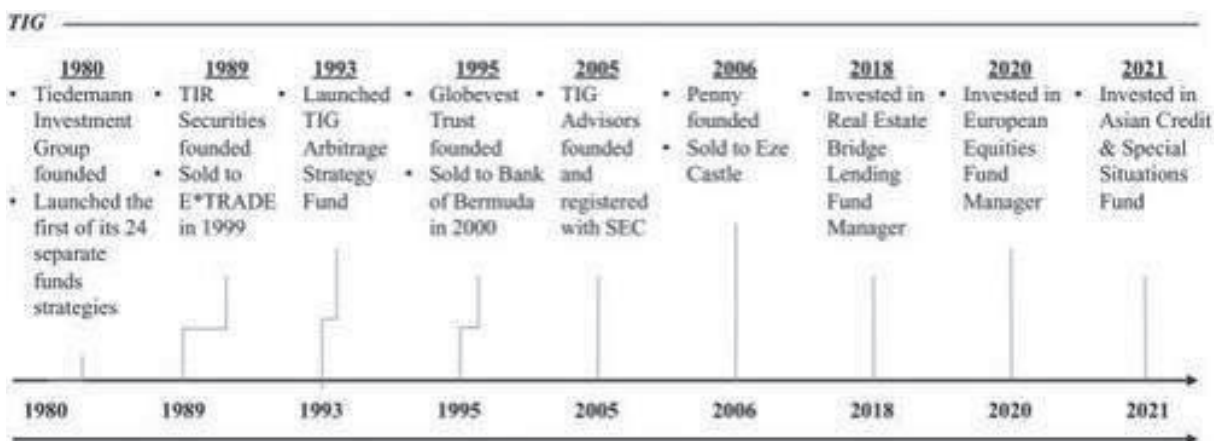 TIG
1980
• Tiedemann
Investment
Group
founded
• Launched the
first of its 24
separate
funds
strategies
1989
• TIR
Securities
founded
• Sold to
E*TRADE
in 1999
1993
• Launched
TIG
Arbitrage
Strategy
Fund
1995
• Globevest
Trust
founded
• Sold to Bank
of Bermuda
in 2000
2005
• TIG
Advisors
founded
and
registered
with SEC
2006
• Penny
founded
• Sold to Eze
Castle
2018
• Invested in
Real Estate
Bridge
Lending
Fund
Manager
2020
• Invested in
European
Equities
Fund
Manager
2021
• Invested in
Asian Credit
& Special
Situations
Fund
1980 1989 1993 1995 2005 2006 2018 2020 2021